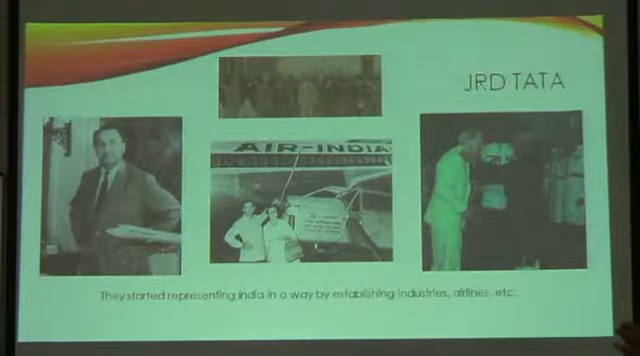 JRD TATA
AIR-INDIA
They started representing India in a way by establishing industries, airlines, etc.